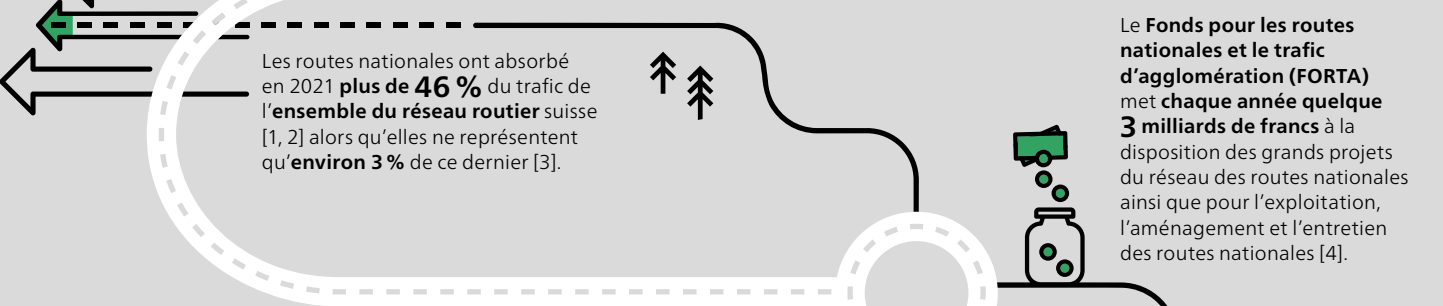 Les routes nationales ont absorbé
en 2021 plus de 46 % du trafic de
l’ensemble du réseau routier suisse
[1, 2] alors qu’elles ne représentent
qu’environ 3 % de ce dernier [3].
Le Fonds pour les routes
nationales et le trafic
d’agglomération (FORTA)
met chaque année quelque
3 milliards de francs à la
disposition des grands projets
du réseau des routes nationales
ainsi que pour l’exploitation,
l’aménagement et l’entretien
des routes nationales [4].